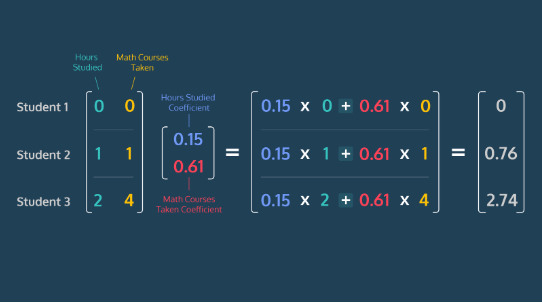 Hours
Studied
Math Courses
Taken
Student 1 0 0
Hours Studied
Coefficient
0.15 x 0 + 0.61 x 0
0
Student 2 1 1
0.15
0.61
=
0.15 x 1 + 0.61 x 1
=
0.76
Student 3 2 4
Math Courses
Taken Coefficient
0.15 x 2 + 0.61 x 4
2.74